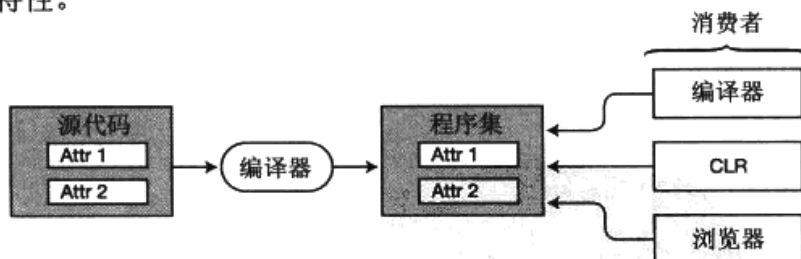 特性。
消费者
源代码
Attr 1
Attr 2
编译器
程序集
Attr 1
Attr 2
编译器
CLR
浏览器